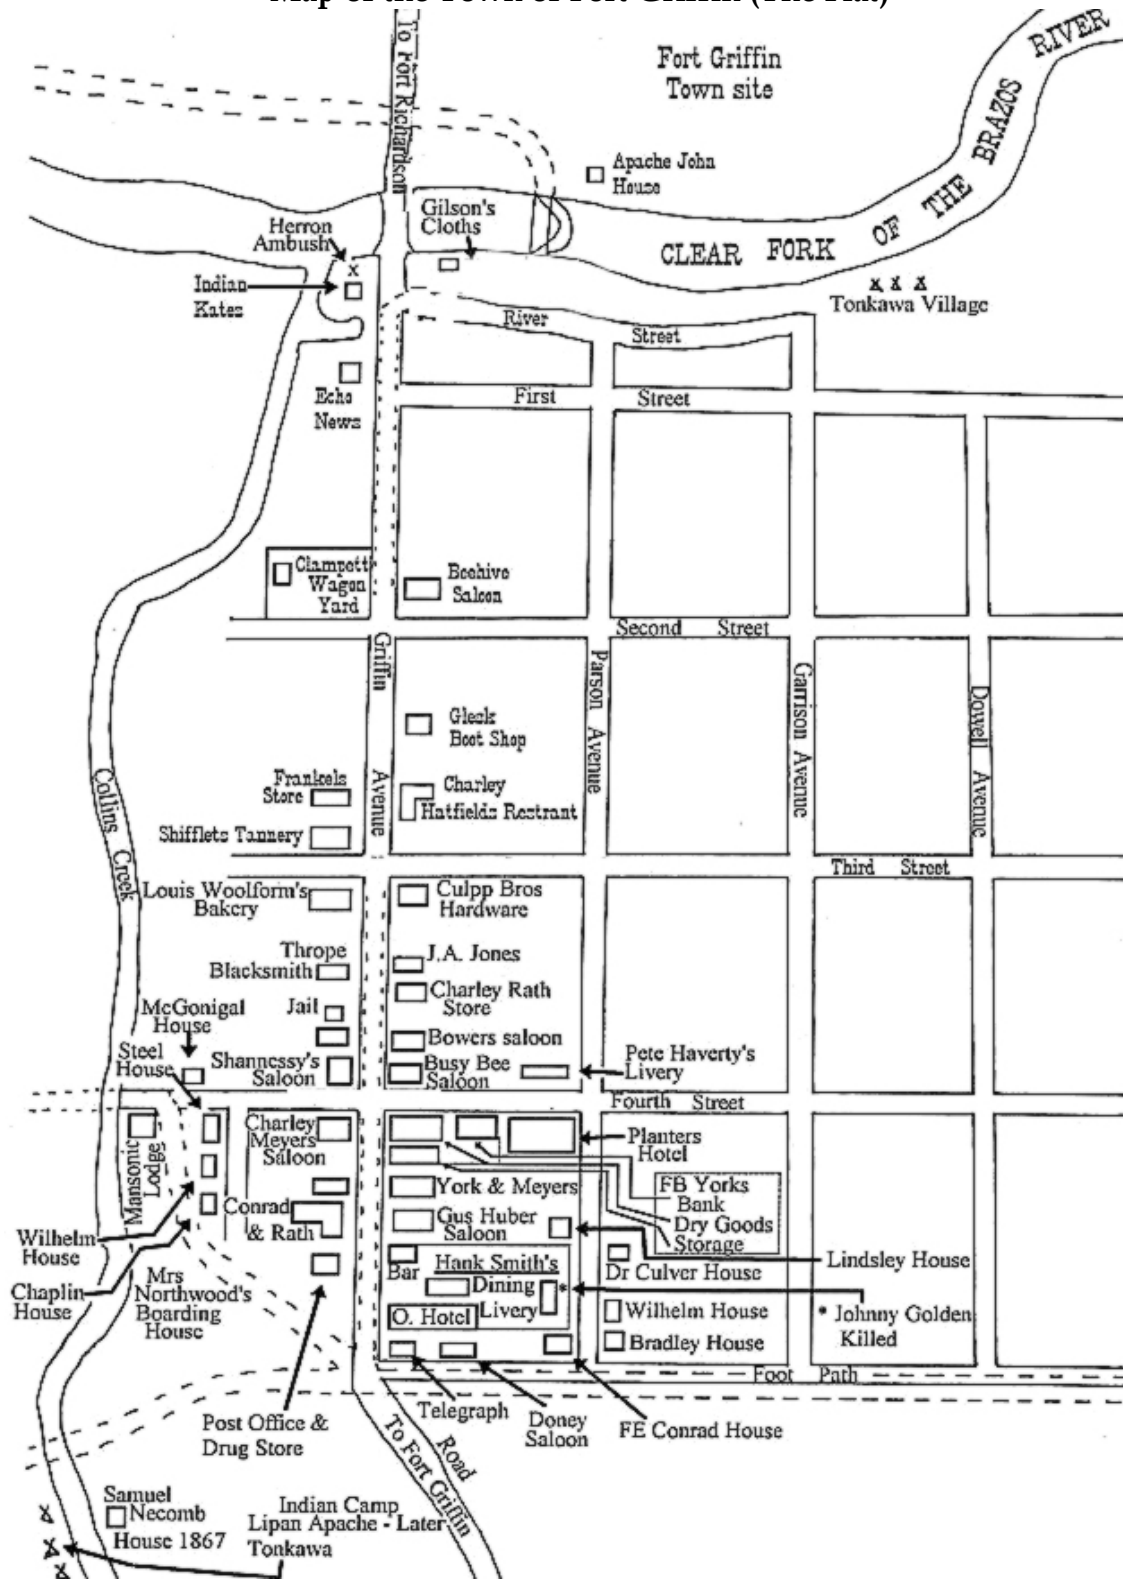 Map of the Town of Fort Griffin (The Flat)
Fort Griffin
Town site
To Fort Richardson
RIVER
CLEAR FORK OF THE BRAZOS
Apache John
House
Gilson's
Cloths
Herron
Ambush
x
Indian
Kates
x x x
Tonkawa Village
River Street
Echo
News
First Street
Clampett
Wagon
Yard
Beehive
Saloon
Second Street
Griffin Avenue
Parson Avenue
Garrison Avenue
Dowell Avenue
Collins Creek
Gleck
Boot Shop
Frankels
Store
Charley
Hatfields Restrant
Shifflets Tannery
Third Street
Louis Woolform's
Bakery
Culpp Bros
Hardware
Thrope
Blacksmith
J.A. Jones
Charley Rath
Store
McGonigal
House
Jail
Bowers saloon
Steel
House
Shannessy's
Saloon
Busy Bee
Saloon
Pete Haverty's
Livery
Fourth Street
Mansonic
Lodge
Charley
Meyers
Saloon
Planters
Hotel
York & Meyers
FB Yorks
Bank
Dry Goods
Storage
Conrad
& Rath
Gus Huber
Saloon
Wilhelm
House
Lindsley House
Bar
Hank Smith's
Dining
Livery
*
O. Hotel
Dr Culver House
Chaplin
House
Mrs
Northwood's
Boarding
House
Wilhelm House
* Johnny Golden
Killed
Bradley House
Foot Path
Telegraph
Doney
Saloon
FE Conrad House
Post Office &
Drug Store
To Fort Griffin
Road
Samuel
Necomb
House 1867
Indian Camp
Lipan Apache - Later
Tonkawa
x
x
x